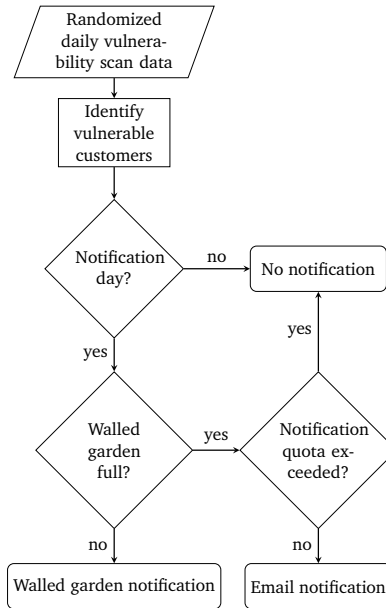 Randomized
daily vulnera-
bility scan data
Identify
vulnerable
customers
Notification
day?
no
No notification
yes
yes
Walled
garden
full?
yes
Notification
quota ex-
ceeded?
no
no
Walled garden notification
Email notification